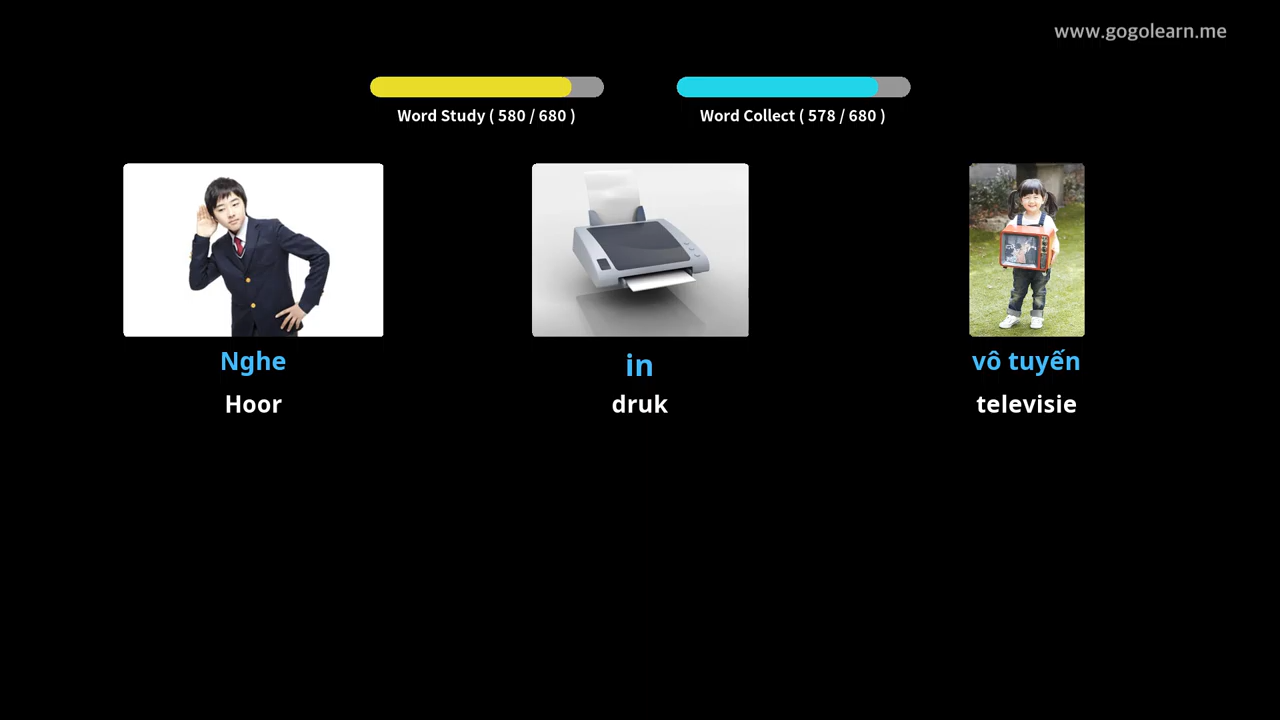 www.gogolearn.me
Word Study ( 580 / 680 )
Word Collect ( 578 / 680 )
Nghe
in
vô tuyến
Hoor
druk
televisie